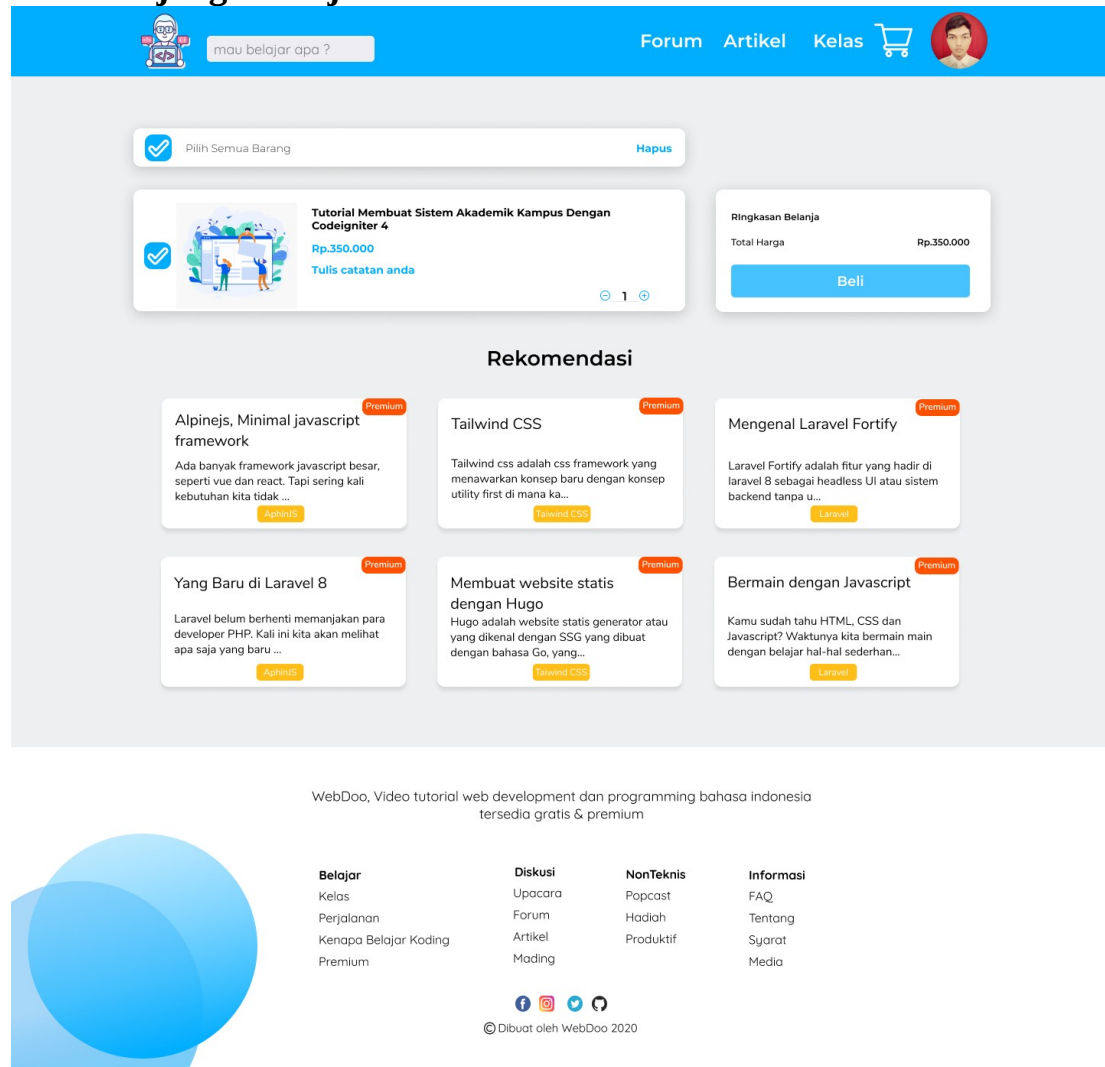 mau belajar apa ?
Forum Artikel Kelas
Pilih Semua Barang
Hapus
Tutorial Membuat Sistem Akademik Kampus Dengan
Codeigniter 4
Rp.350.000
Tulis catatan anda
1
RIngkasan Belanja
Total Harga Rp.350.000
Beli
Rekomendasi
Premium
Alpinejs, Minimal javascript
framework
Ada banyak framework javascript besar,
seperti vue dan react. Tapi sering kali
kebutuhan kita tidak ...
AphinJS
Premium
Tailwind CSS
Tailwind css adalah css framework yang
menawarkan konsep baru dengan konsep
utility first di mana ka...
Taiwind CSS
Premium
Mengenal Laravel Fortify
Laravel Fortify adalah fitur yang hadir di
laravel 8 sebagai headless UI atau sistem
backend tanpa u...
Laravel
Premium
Yang Baru di Laravel 8
Laravel belum berhenti memanjakan para
developer PHP. Kali ini kita akan melihat
apa saja yang baru ...
AphinJS
Premium
Membuat website statis
dengan Hugo
Hugo adalah website statis generator atau
yang dikenal dengan SSG yang dibuat
dengan bahasa Go, yang...
Taiwind CSS
Premium
Bermain dengan Javascript
Kamu sudah tahu HTML, CSS dan
Javascript? Waktunya kita bermain main
dengan belajar hal-hal sederhan...
Laravel
WebDoo, Video tutorial web development dan programming bahasa indonesia
tersedia gratis & premium
Belajar
Kelas
Perjalanan
Kenapa Belajar Koding
Premium
Diskusi
Upacara
Forum
Artikel
Mading
NonTeknis
Popcast
Hadiah
Produktif
Informasi
FAQ
Tentang
Syarat
Media
© Dibuat oleh WebDoo 2020